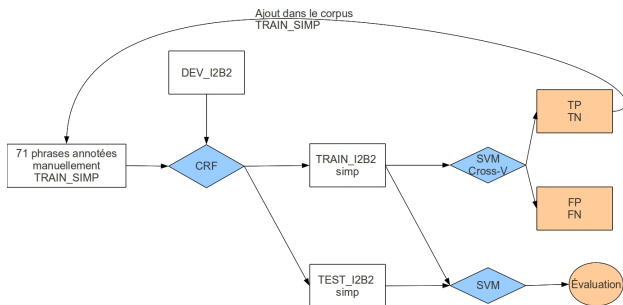 Ajout dans le corpus
TRAIN_SIMP
DEV_I2B2
71 phrases annotées
manuellement
TRAIN_SIMP
CRF
TRAIN_I2B2
simp
SVM
Cross-V
TP
TN
FP
FN
TEST_I2B2
simp
SVM
Évaluation